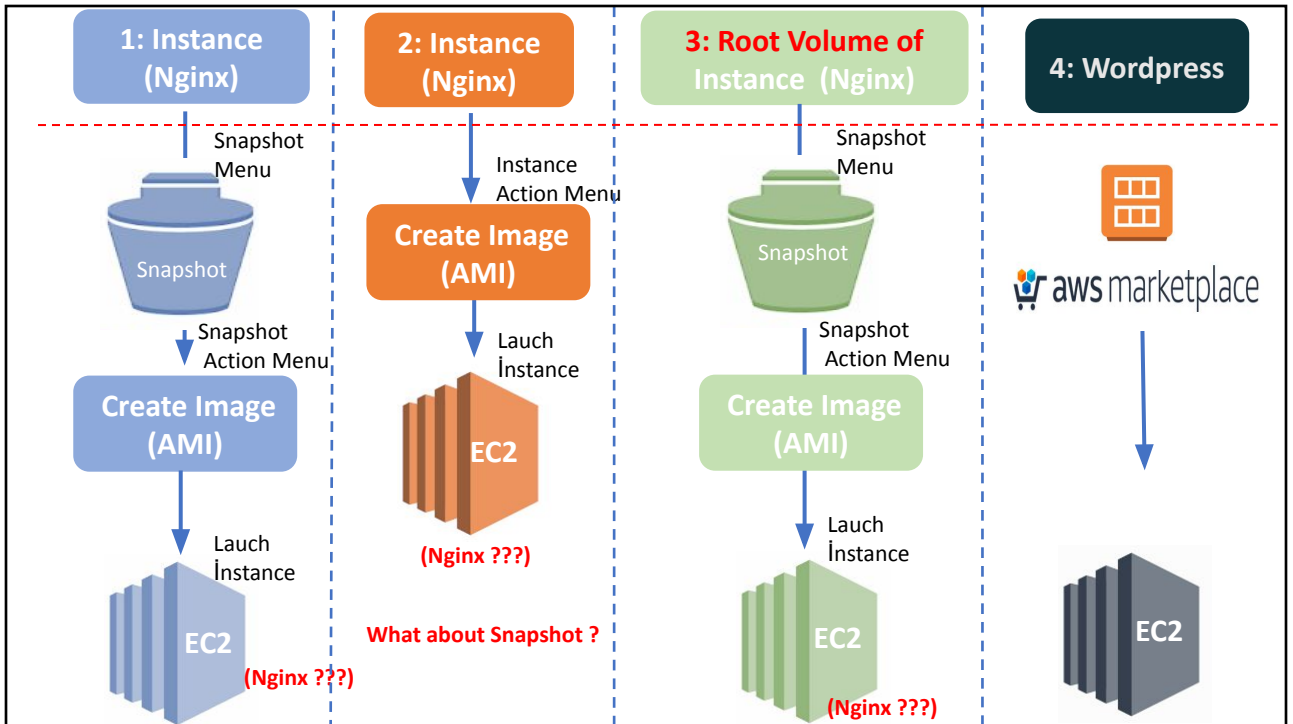 1: Instance
(Nginx)
Snapshot
Menu
Snapshot
Snapshot
Action Menu
Create Image
(AMI)
Lauch
İnstance
EC2
(Nginx ???)
2: Instance
(Nginx)
Instance
Action Menu
Create Image
(AMI)
Lauch
İnstance
EC2
(Nginx ???)
What about Snapshot ?
3: Root Volume of
Instance (Nginx)
Snapshot
Menu
Snapshot
Snapshot
Action Menu
Create Image
(AMI)
Lauch
İnstance
EC2
(Nginx ???)
4: Wordpress
aws marketplace
EC2